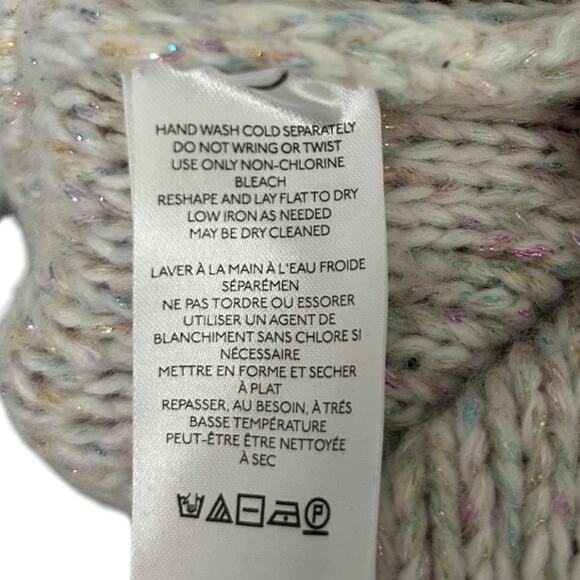 HAND WASH COLD SEPARATELY
DO NOT WRING OR TWIST
USE ONLY NON-CHLORINE
BLEACH
RESHAPE AND LAY FLAT TO DRY
LOW IRON AS NEEDED
MAY BE DRY CLEANED
LAVER À LA MAIN À L'EAU FROIDE
SÉPARÉMEN
NE PAS TORDRE OU ESSORER
UTILISER UN AGENT DE
BLANCHIMENT SANS CHLORE SI
NÉCESSAIRE
METTRE EN FORME ET SECHER
À PLAT
REPASSER, AU BESOIN, À TRÉS
BASSE TEMPÉRATURE
PEUT-ÊTRE ÊTRE NETTOYÉE
À SEC
P